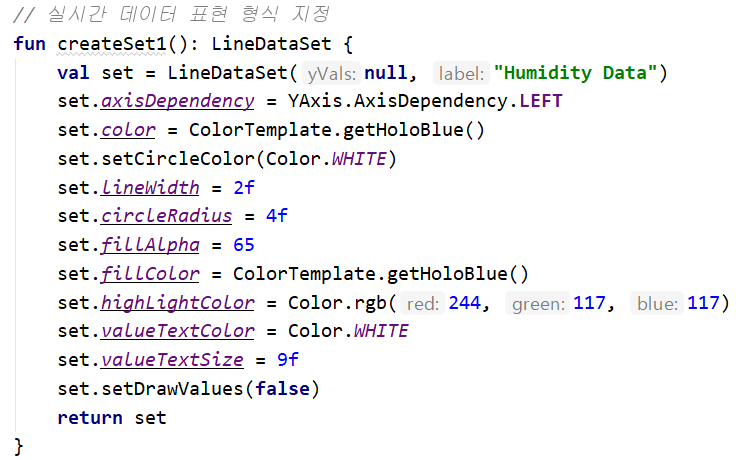 // 실시간 데이터 표현 형식 지정
fun createSet1(): LineDataSet {
    val set = LineDataSet( yVals: null, label: "Humidity Data")
    set.axisDependency = YAxis.AxisDependency.LEFT
    set.color = ColorTemplate.getHoloBlue()
    set.setCircleColor(Color.WHITE)
    set.lineWidth = 2f
    set.circleRadius = 4f
    set.fillAlpha = 65
    set.fillColor = ColorTemplate.getHoloBlue()
    set.highLightColor = Color.rgb( red: 244, green: 117, blue: 117)
    set.valueTextColor = Color.WHITE
    set.valueTextSize = 9f
    set.setDrawValues(false)
    return set
}